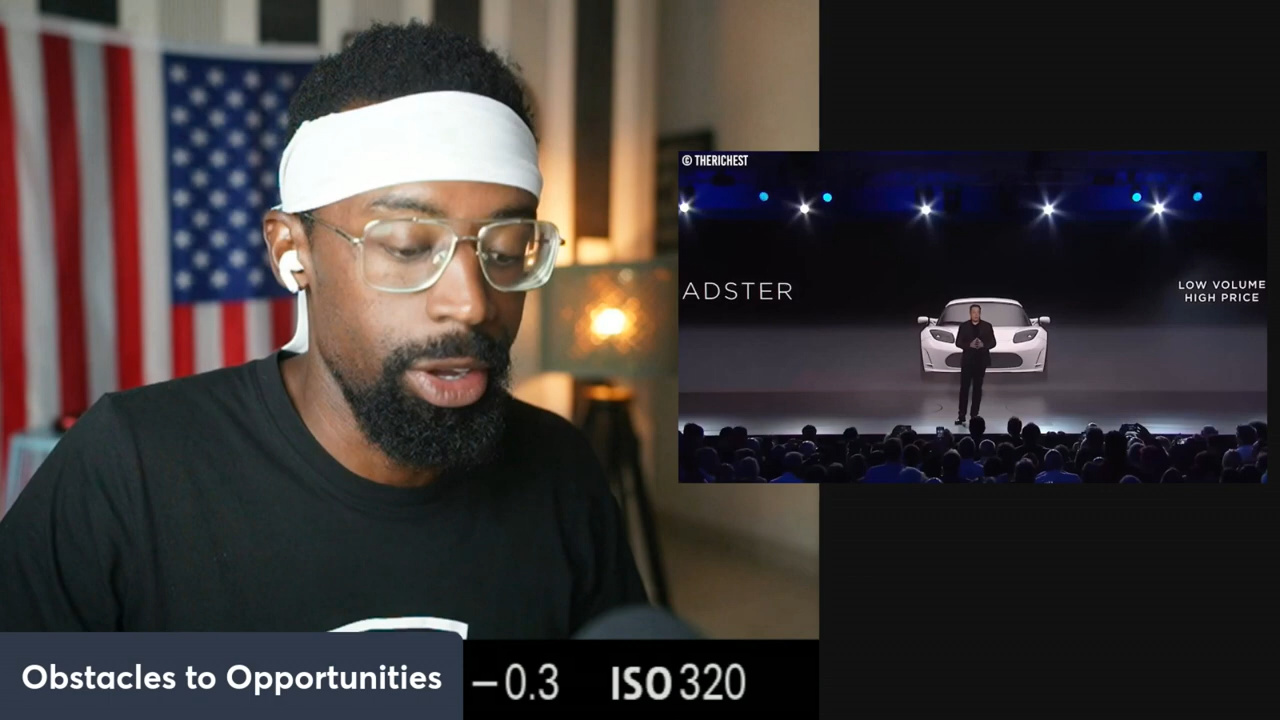 © THERICHEST
ADSTER
LOW VOLUME
HIGH PRICE
Obstacles to Opportunities
–0.3 ISO 320